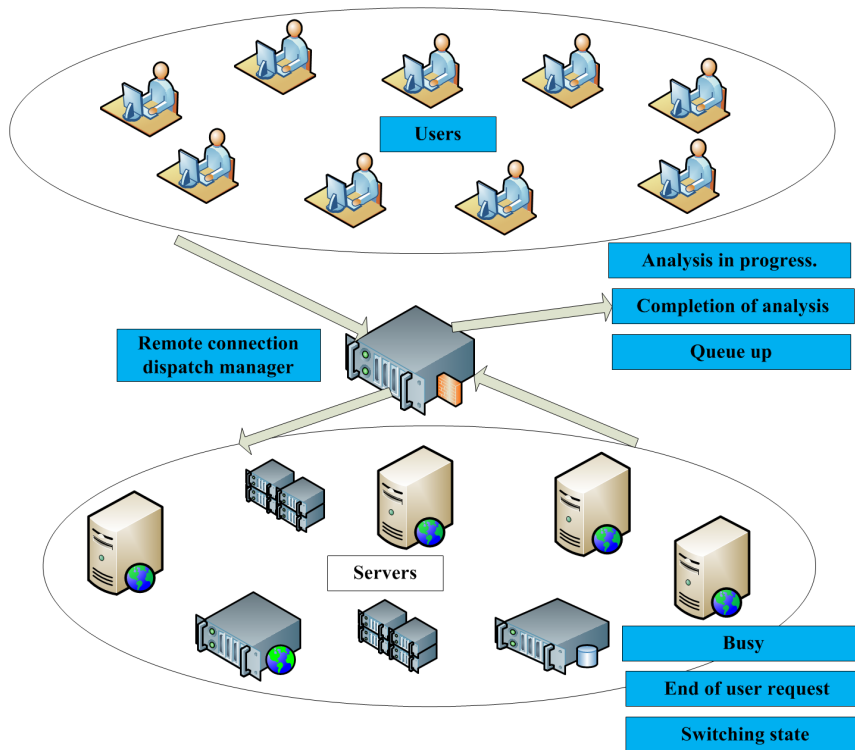 Users
Analysis in progress.
Completion of analysis
Queue up
Remote connection
dispatch manager
Servers
Busy
End of user request
Switching state